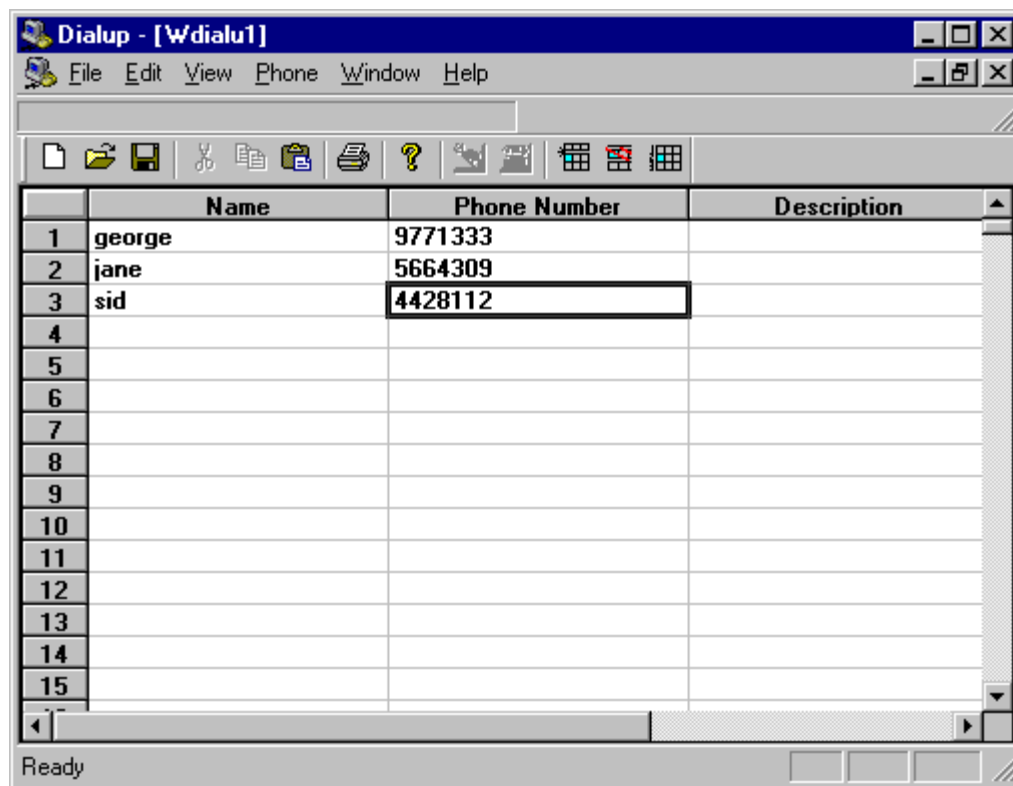 Dialup - [Wdialu1]
File Edit View Phone Window Help
Name Phone Number Description
1 george 9771333
2 jane 5664309
3 sid 4428112
4
5
6
7
8
9
10
11
12
13
14
15
Ready